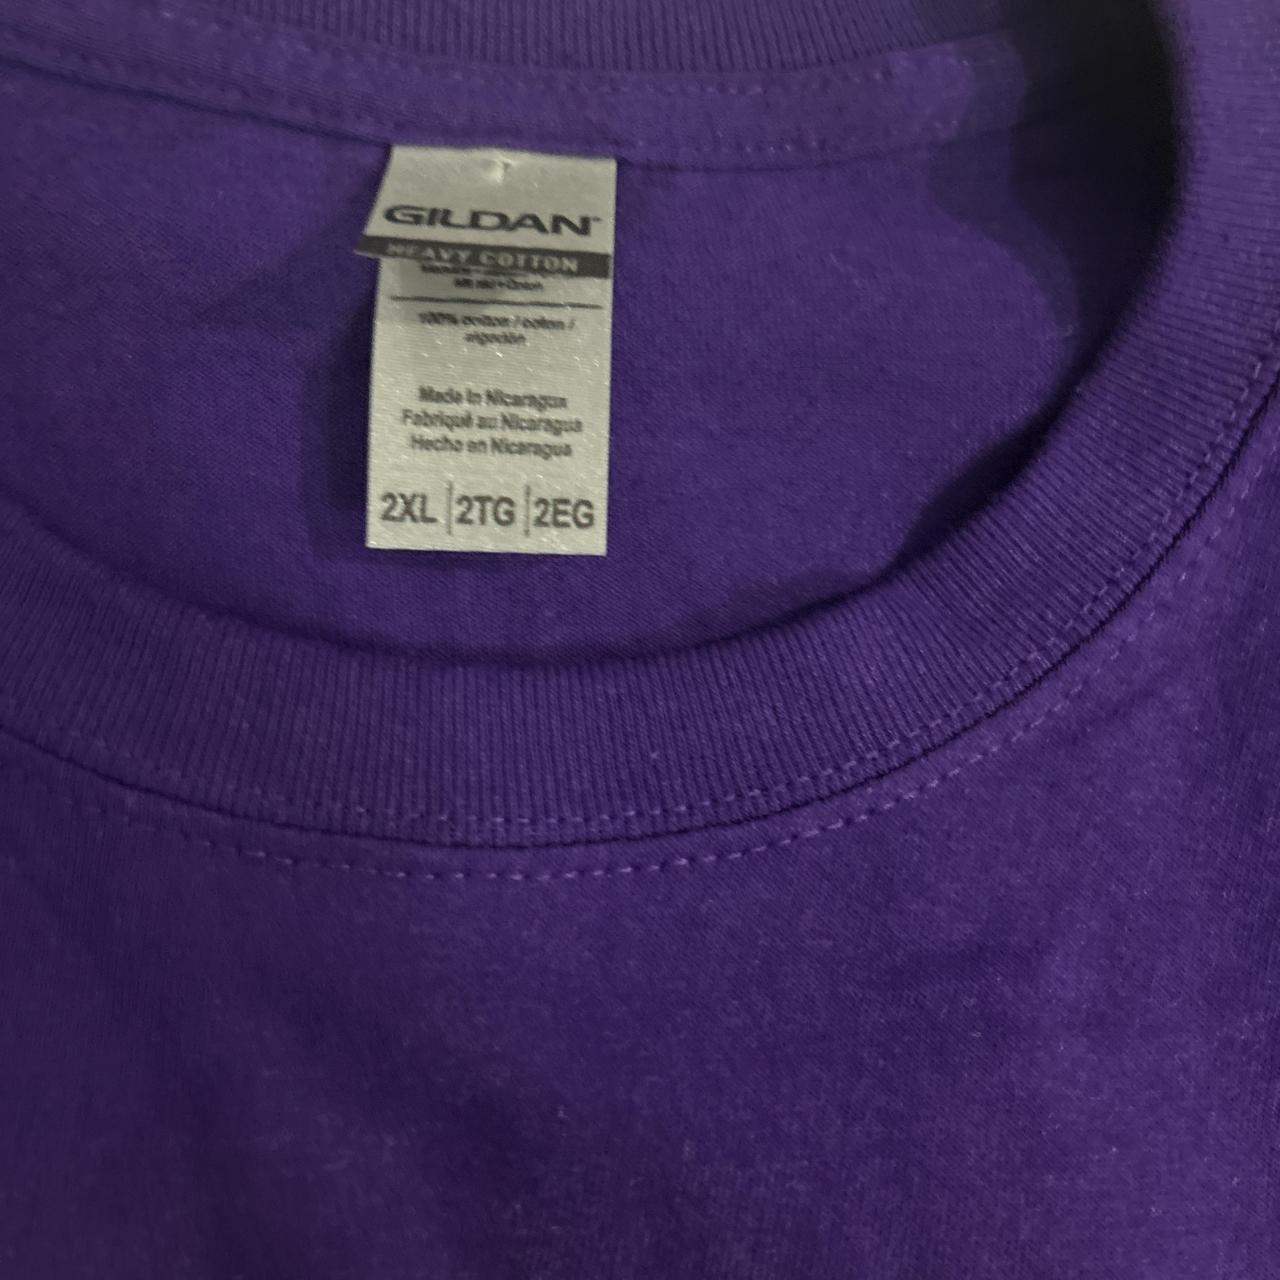 GILDAN
HEAVY COTTON
100% cotton / coton /
algodón
Made in Nicaragua
Fabriqué au Nicaragua
Hecho en Nicaragua
2XL | 2TG | 2EG